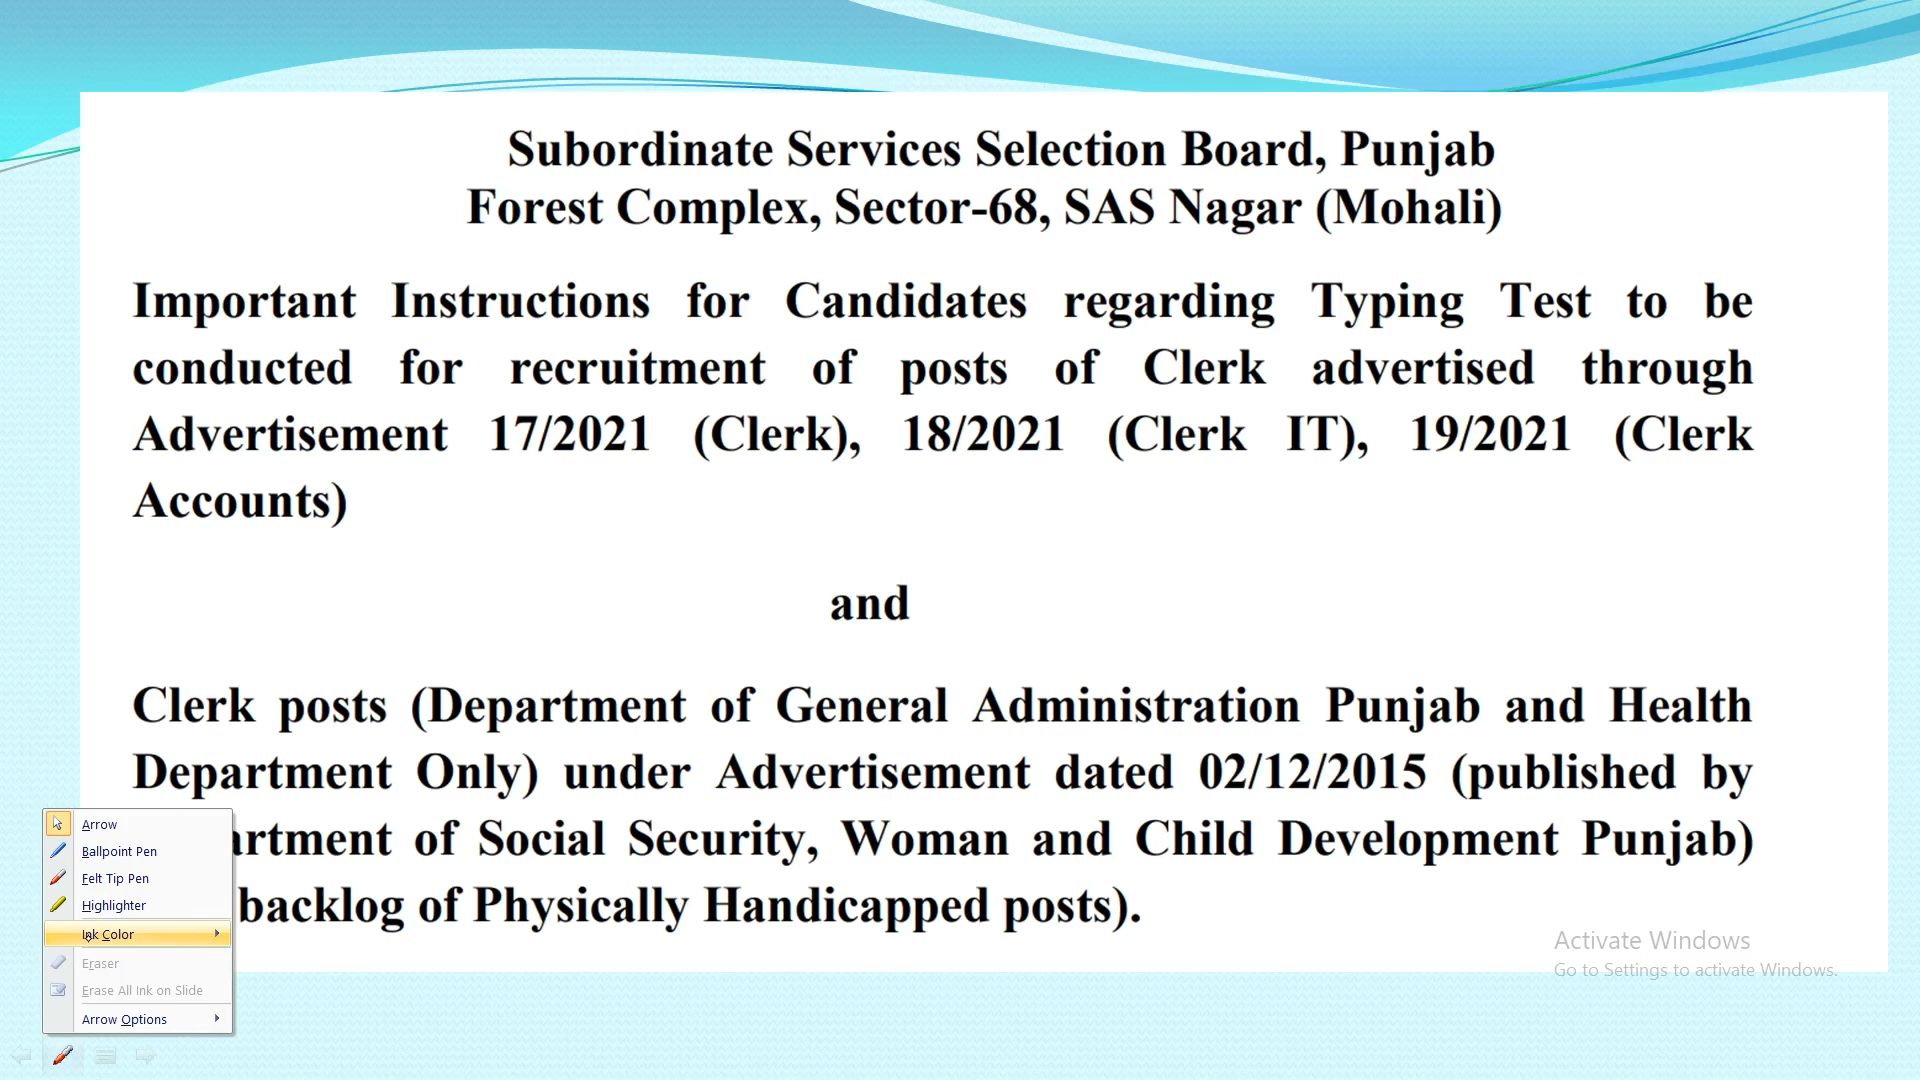 Subordinate Services Selection Board, Punjab
Forest Complex, Sector-68, SAS Nagar (Mohali)
Important Instructions for Candidates regarding Typing Test to be
conducted for recruitment of posts of Clerk advertised through
Advertisement 17/2021 (Clerk), 18/2021 (Clerk IT), 19/2021 (Clerk
Accounts)
and
Clerk posts (Department of General Administration Punjab and Health
Department Only) under Advertisement dated 02/12/2015 (published by
artment of Social Security, Woman and Child Development Punjab)
backlog of Physically Handicapped posts).
Arrow
Ballpoint Pen
Felt Tip Pen
Highlighter
Ink Color
Eraser
Erase All Ink on Slide
Arrow Options
Activate Windows
Go to Settings to activate Windows.